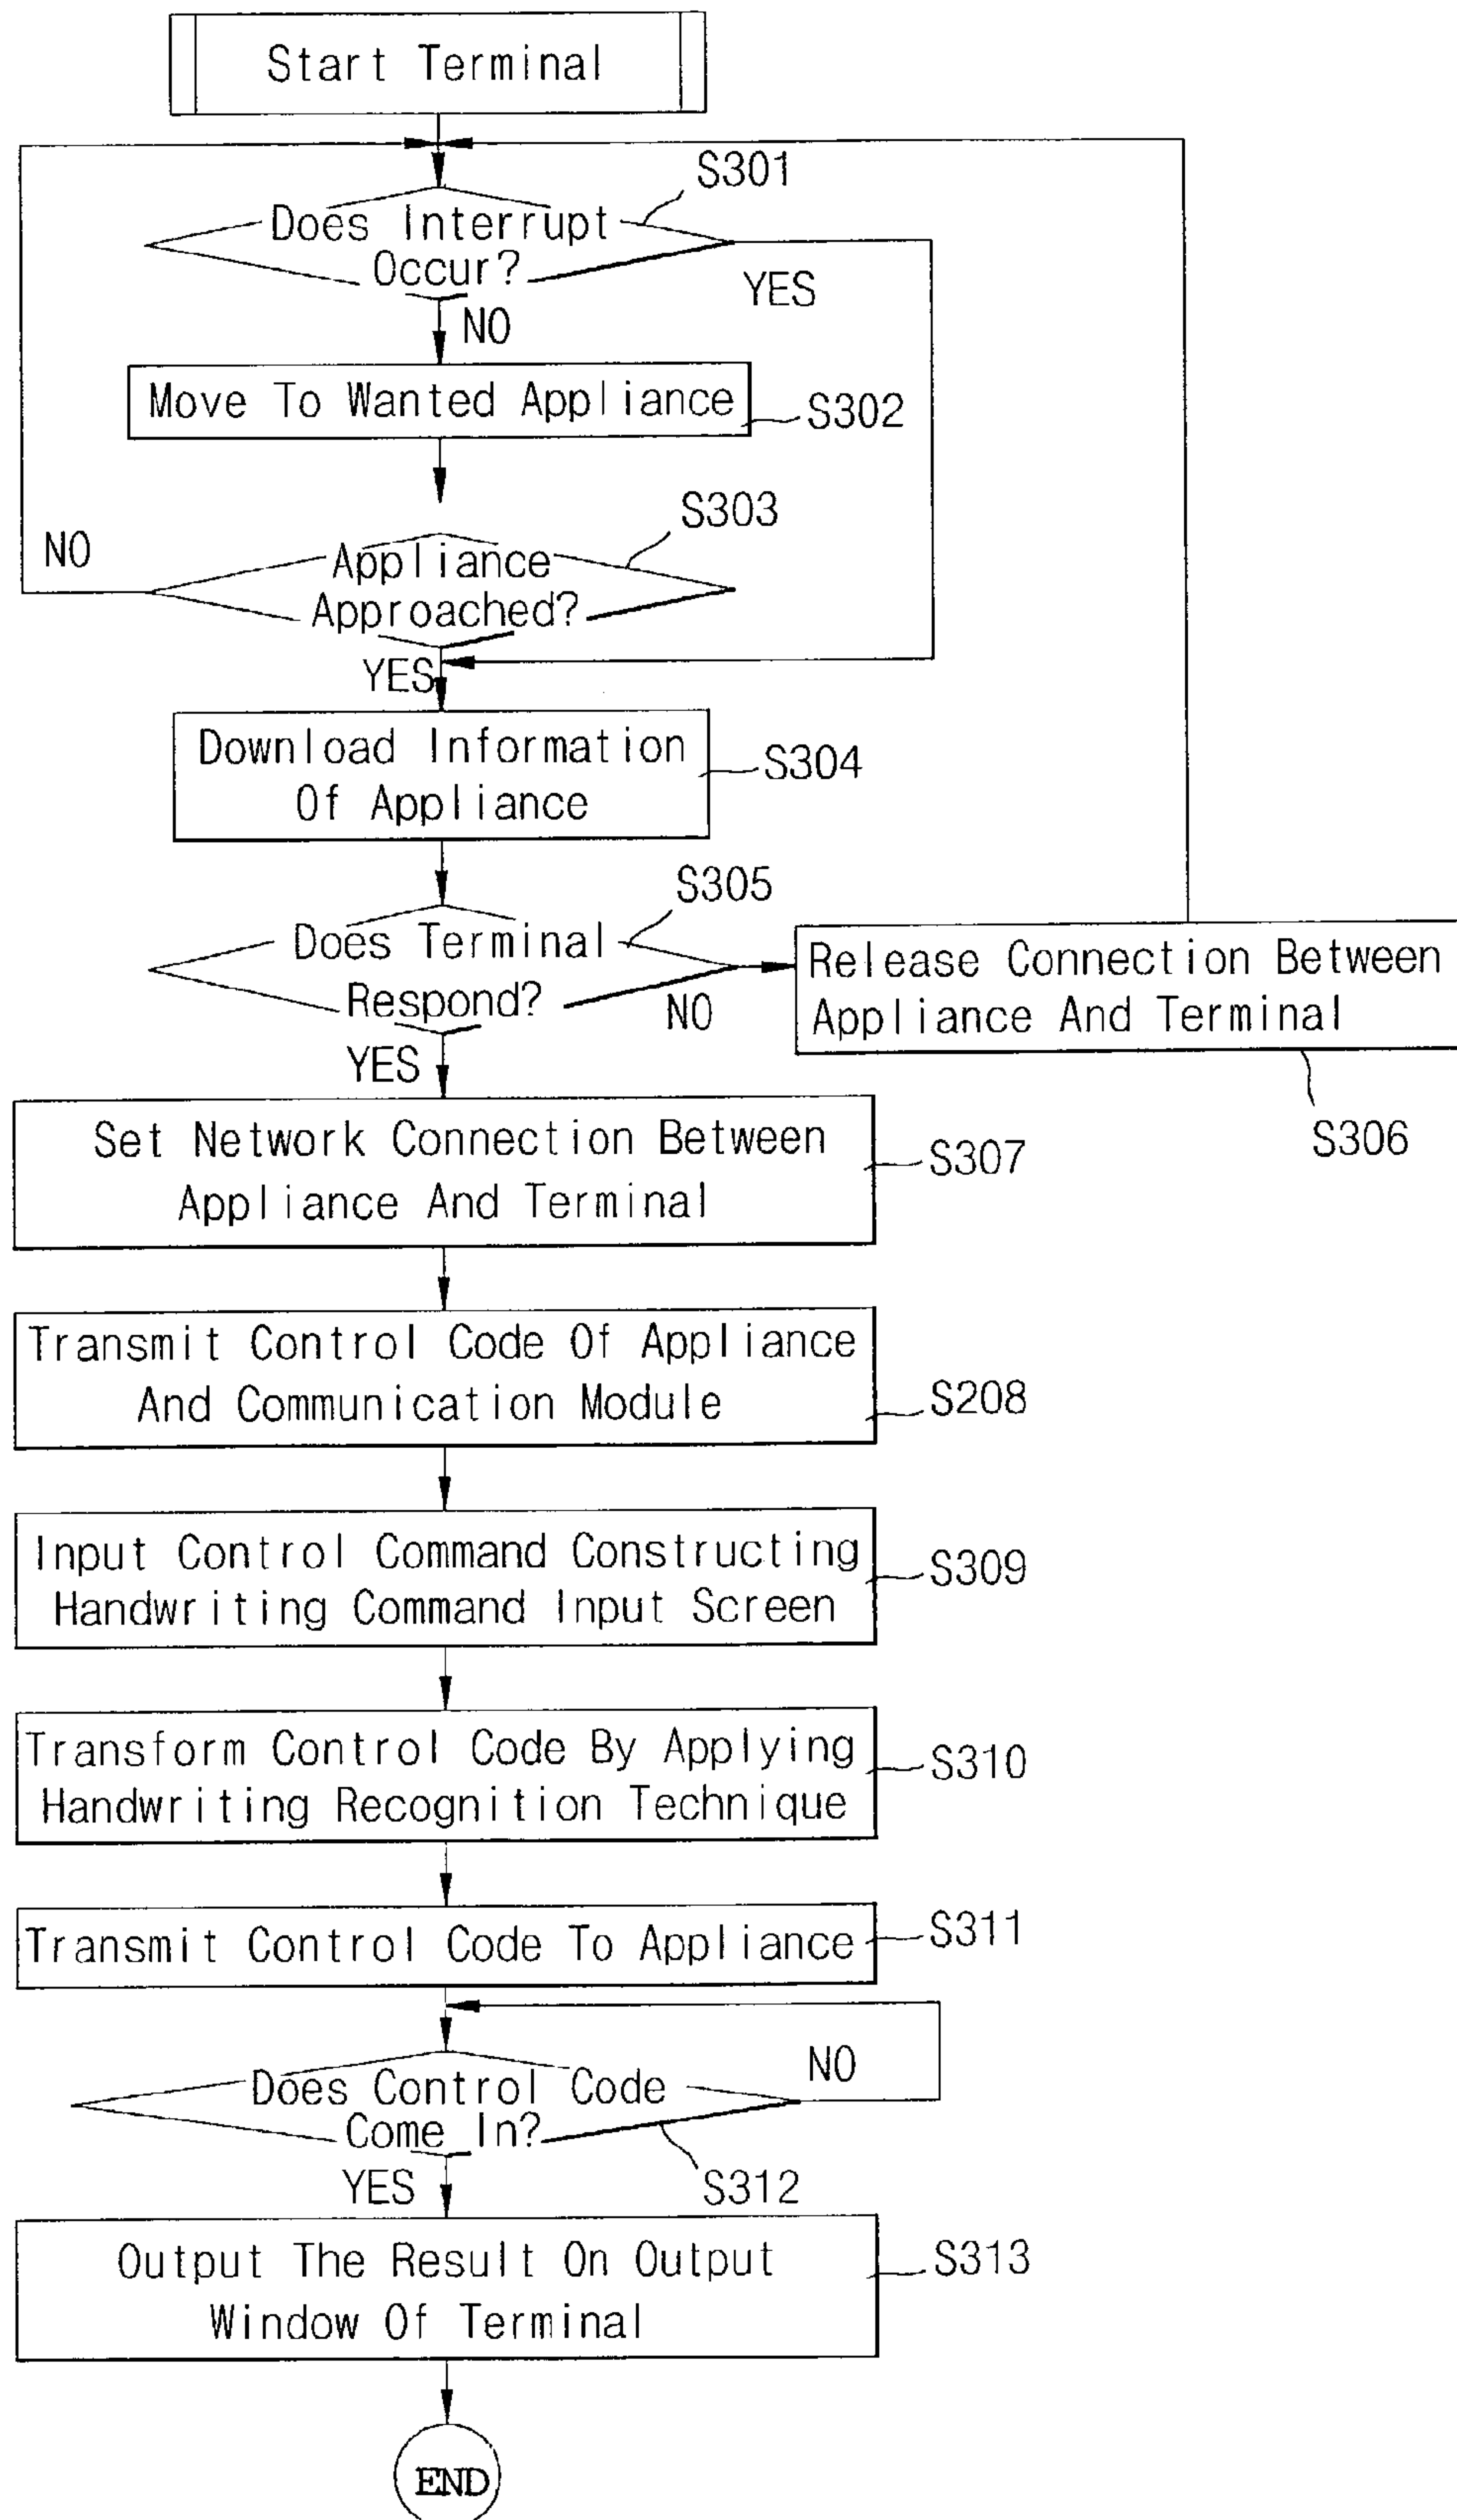 Start Terminal
S301
Does Interrupt
Occur?
YES
NO
Move To Wanted Appliance
S302
S303
NO
Appliance
Approached?
YES
Download Information
Of Appliance
S304
S305
Does Terminal
Respond?
NO
Release Connection Between
Appliance And Terminal
S306
YES
Set Network Connection Between
Appliance And Terminal
S307
Transmit Control Code Of Appliance
And Communication Module
S208
Input Control Command Constructing
Handwriting Command Input Screen
S309
Transform Control Code By Applying
Handwriting Recognition Technique
S310
Transmit Control Code To Appliance
S311
NO
Does Control Code
Come In?
YES
S312
Output The Result On Output
Window Of Terminal
S313
END